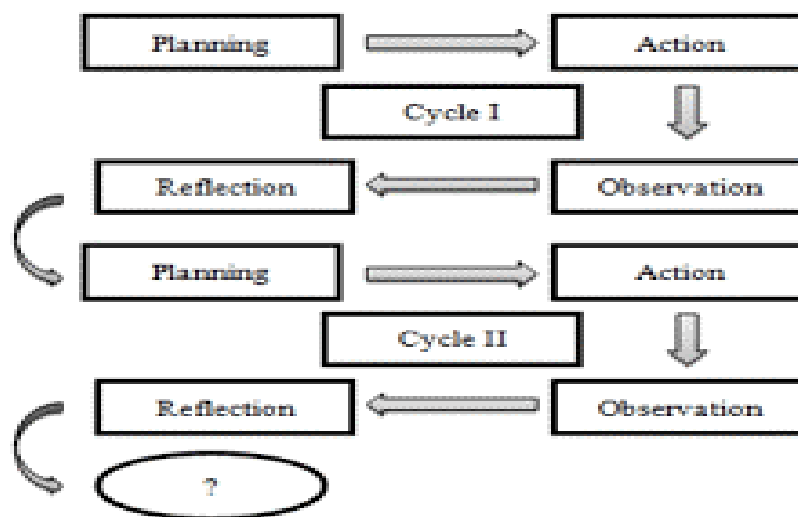 Planning
Action
Cycle I
Reflection
Observation
Planning
Action
Cycle II
Reflection
Observation
?